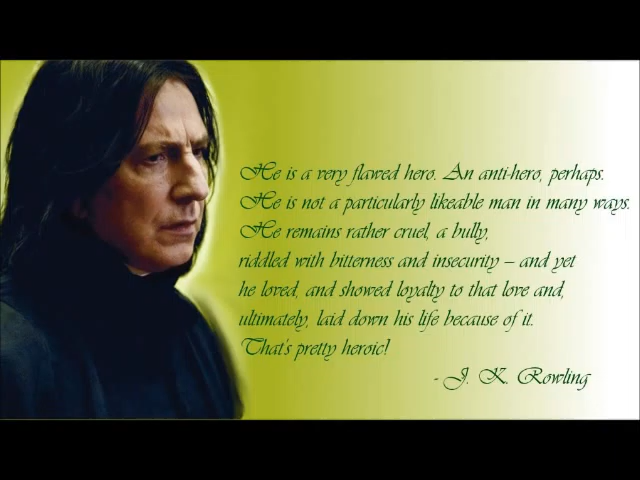 He is a very flawed hero. An anti-hero, perhaps.
He is not a particularly likeable man in many ways.
He remains rather cruel, a bully,
riddled with bitterness and insecurity – and yet
he loved, and showed loyalty to that love and,
ultimately, laid down his life because of it.
That's pretty heroic!
- J. K. Rowling